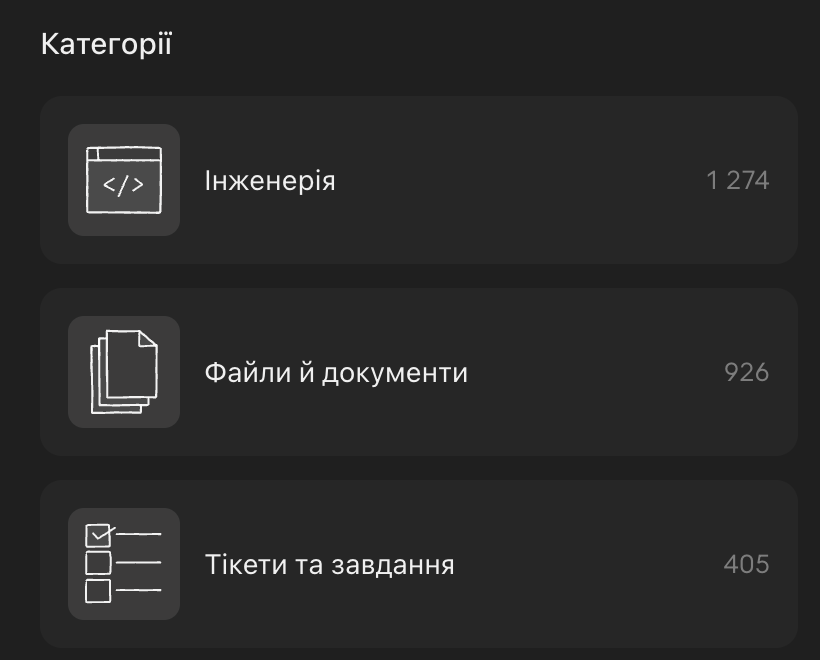 Категорії
</>
Інженерія
1 274
Файли й документи
926
Тікети та завдання
405